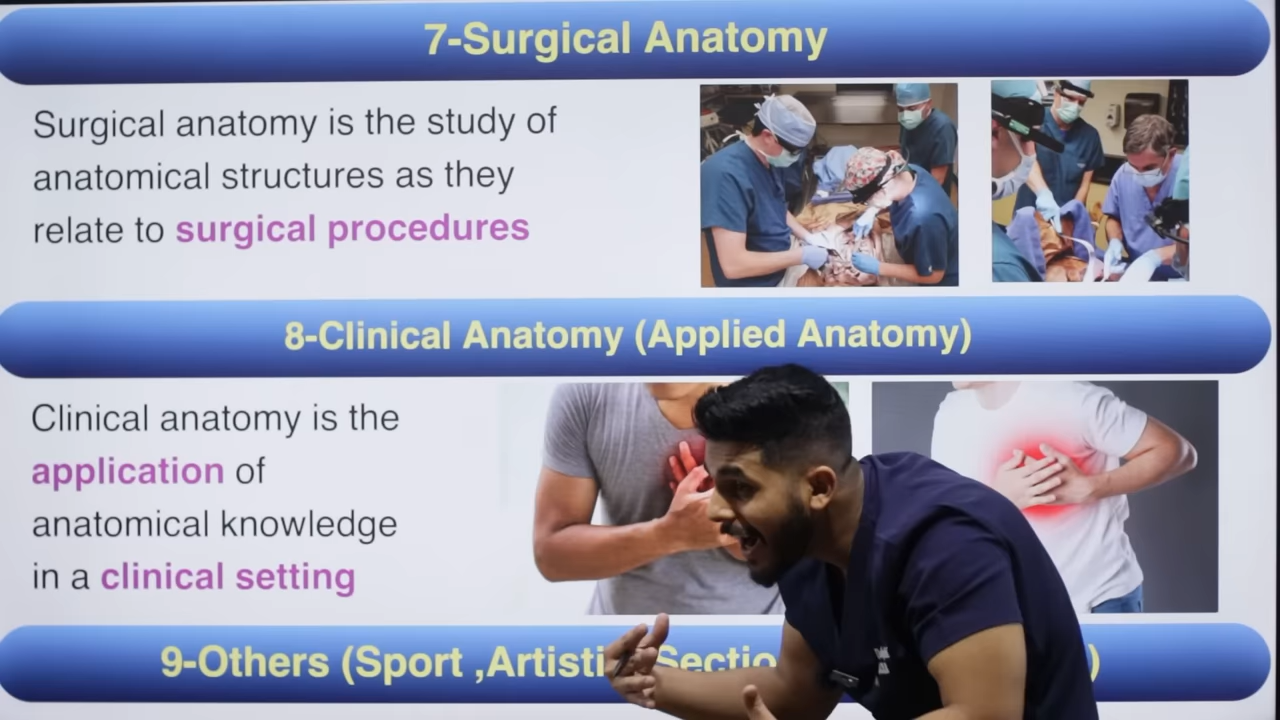 7-Surgical Anatomy
Surgical anatomy is the study of
anatomical structures as they
relate to surgical procedures
8-Clinical Anatomy (Applied Anatomy)
Clinical anatomy is the
application of
anatomical knowledge
in a clinical setting
9-Others (Sport ,Artisti Sectio )